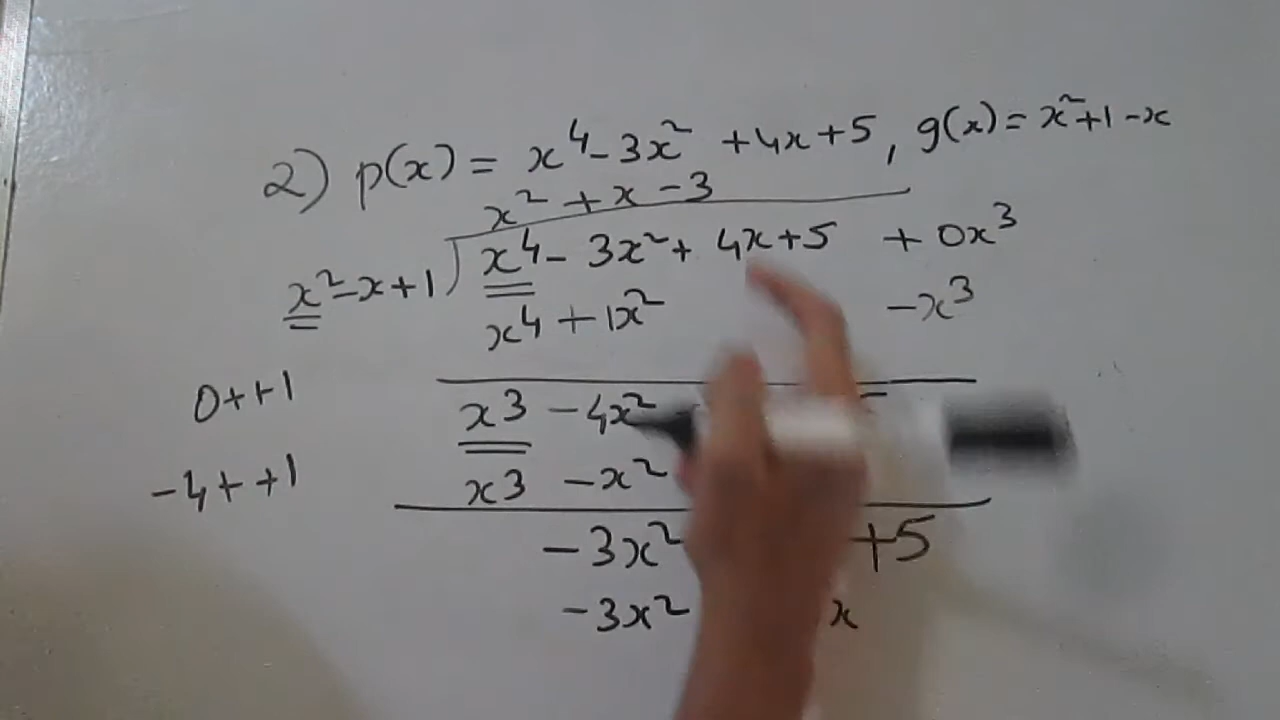 2) p(x) = x⁴ - 3x² + 4x + 5, g(x) = x² + 1 - x
x² + x - 3
x² - x + 1 ) x⁴ - 3x² + 4x + 5 + 0x³
x⁴ + 1x² - x³
0 + + 1
x3 - 4x²
- 4 + + 1
x3 - x²
- 3x² + 5
- 3x² x